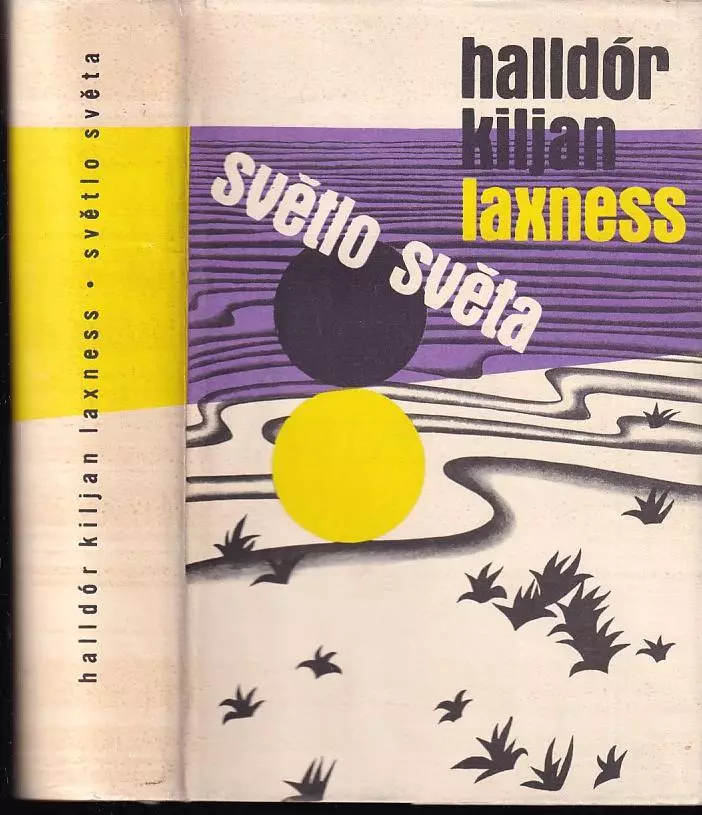 halldór kiljan laxness • světlo světa
halldór
kiljan
laxness
světlo světa